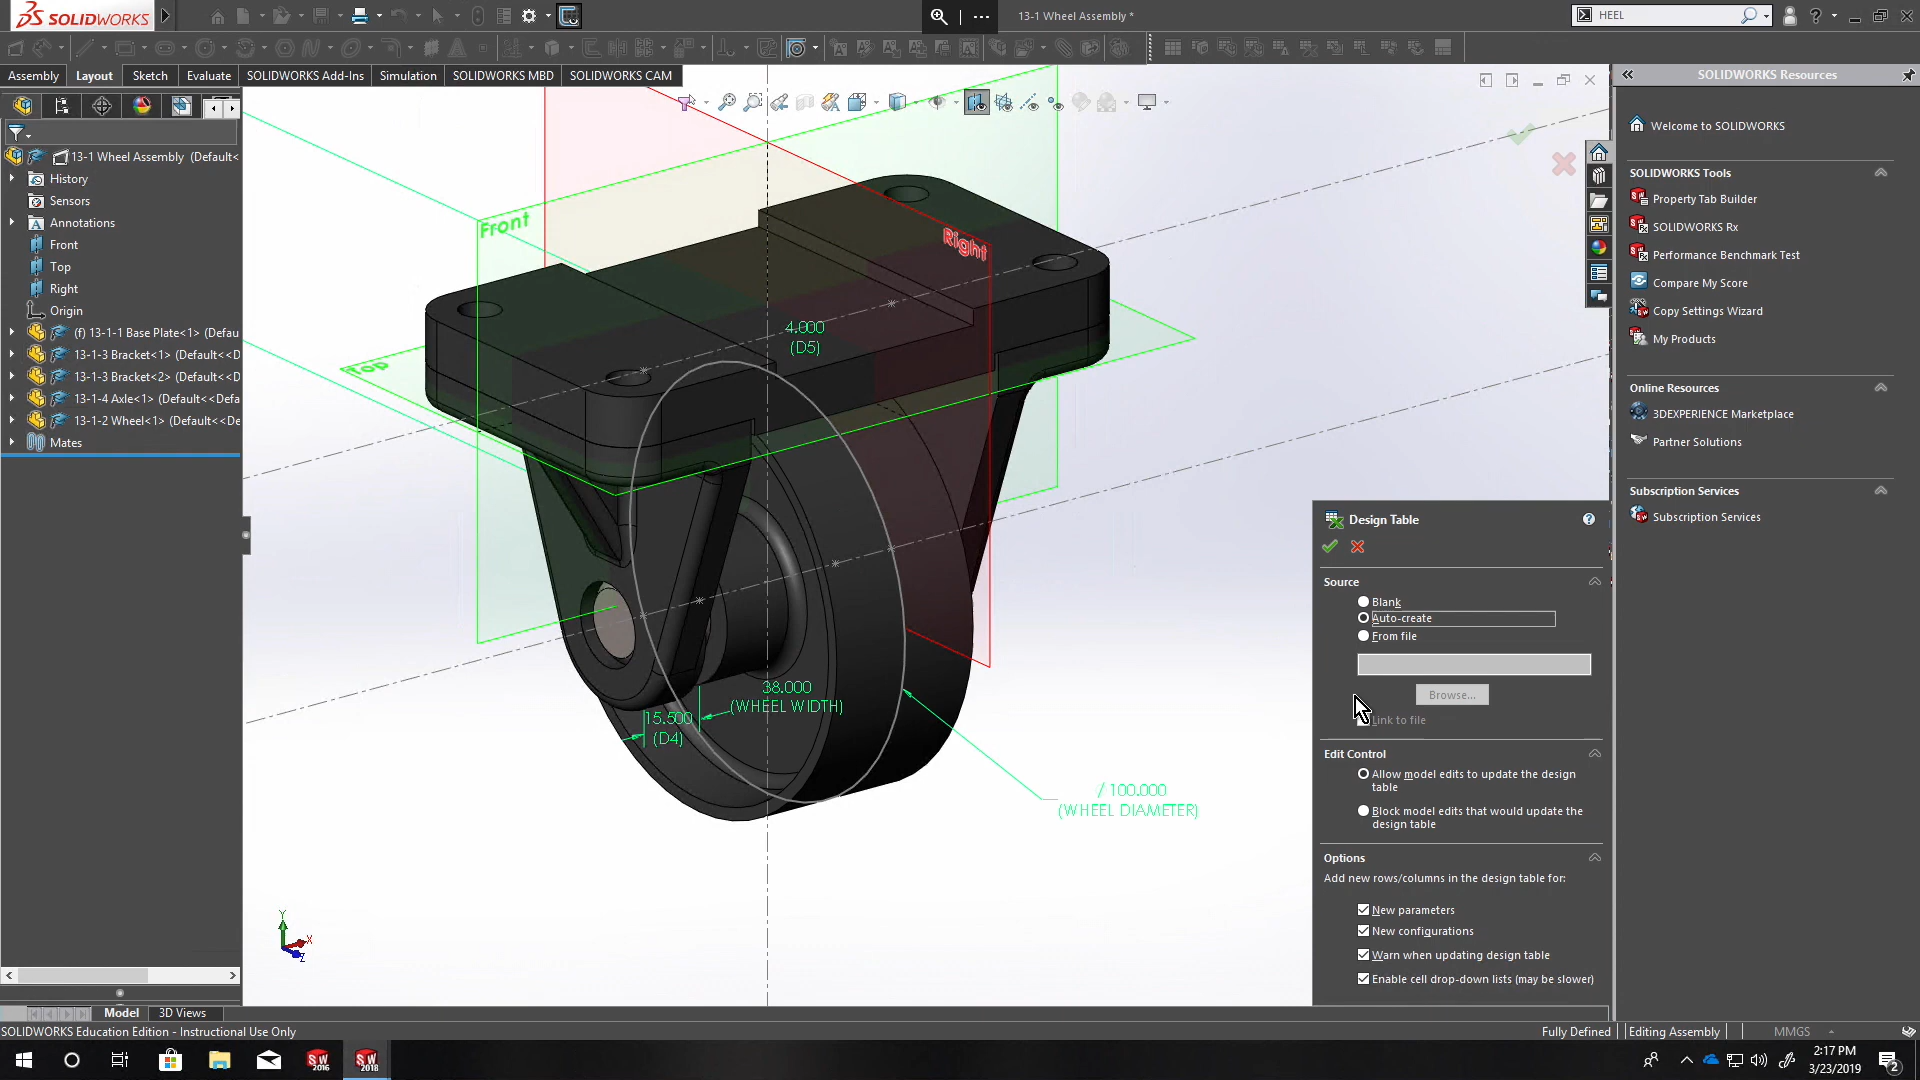 SOLIDWORKS
13-1 Wheel Assembly *
HEEL
Assembly
Layout
Sketch
Evaluate
SOLIDWORKS Add-Ins
Simulation
SOLIDWORKS MBD
SOLIDWORKS CAM
13-1 Wheel Assembly (Default<
History
Sensors
Annotations
Front
Top
Right
Origin
(f) 13-1-1 Base Plate<1> (Defau
13-1-3 Bracket<1> (Default<<D
13-1-3 Bracket<2> (Default<<D
13-1-4 Axle<1> (Default<<Defa
13-1-2 Wheel<1> (Default<<De
Mates
Front
Right
Top
4.000
(D5)
38.000
(WHEEL WIDTH)
15.500
(D4)
/ 100.000
(WHEEL DIAMETER)
Y
X
Z
Design Table
Source
Blank
Auto-create
From file
Browse...
Link to file
Edit Control
Allow model edits to update the design
table
Block model edits that would update the
design table
Options
Add new rows/columns in the design table for:
New parameters
New configurations
Warn when updating design table
Enable cell drop-down lists (may be slower)
SOLIDWORKS Resources
Welcome to SOLIDWORKS
SOLIDWORKS Tools
Property Tab Builder
SOLIDWORKS Rx
Performance Benchmark Test
Compare My Score
Copy Settings Wizard
My Products
Online Resources
3DEXPERIENCE Marketplace
Partner Solutions
Subscription Services
Subscription Services
Model
3D Views
SOLIDWORKS Education Edition - Instructional Use Only
Fully Defined
Editing Assembly
MMGS
SW
2016
SW
2018
2:17 PM
3/23/2019
2